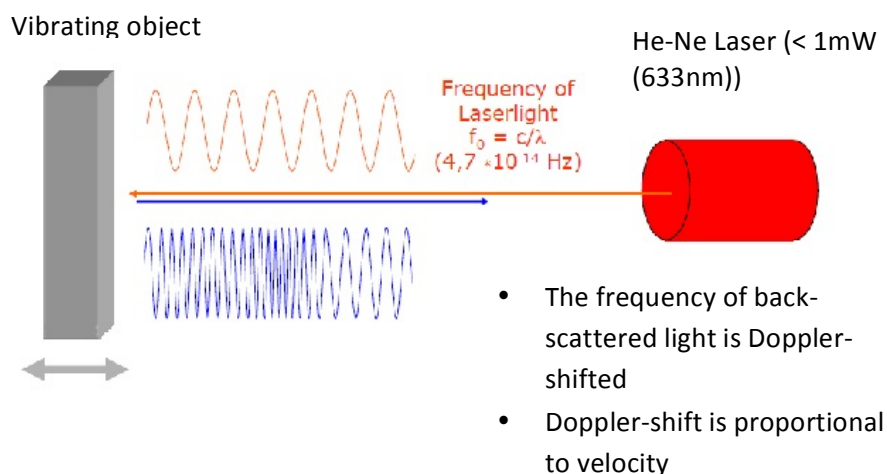 Vibrating object
He-Ne Laser (< 1mW
(633nm))
Frequency of
Laserlight
f₀ = c/λ
(4,7 *10¹⁴ Hz)
• The frequency of back-
scattered light is Doppler-
shifted
• Doppler-shift is proportional
to velocity